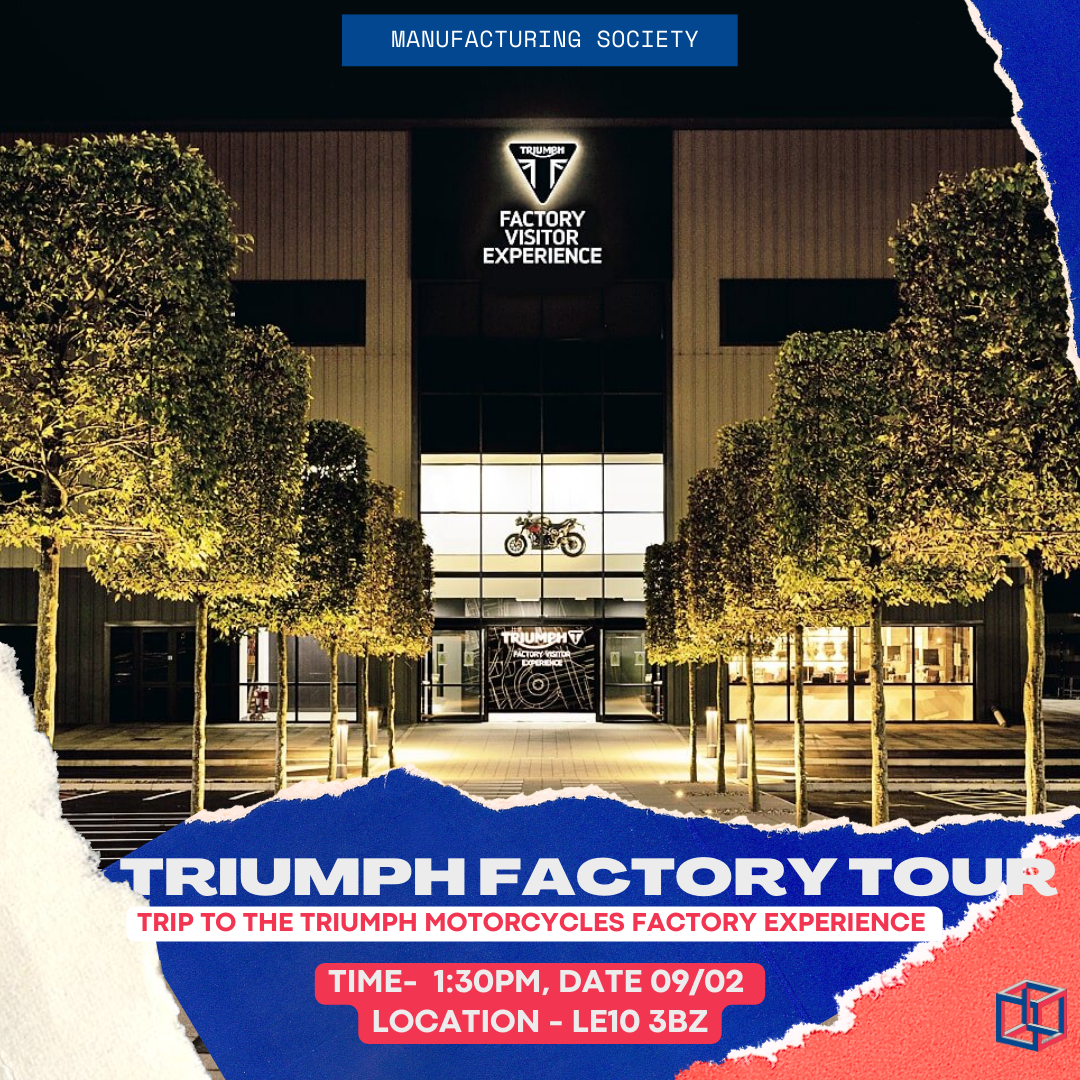 MANUFACTURING SOCIETY
TRIUMPH
FACTORY
VISITOR
EXPERIENCE
TRIUMPH
FACTORY VISITOR
EXPERIENCE
TRIUMPH FACTORY TOUR
TRIP TO THE TRIUMPH MOTORCYCLES FACTORY EXPERIENCE
TIME- 1:30PM, DATE 09/02
LOCATION - LE10 3BZ